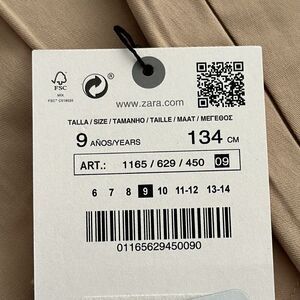 FSC
MIX
www.zara.com
TALLA / SIZE / TAMANHO / TAILLE / MAAT / ΜΕΓΕΘΟΣ
9 AÑOS/YEARS 134 CM
ART.: 1165 / 629 / 450 09
6 7 8 9 10 11-12 13-14
01165629450090